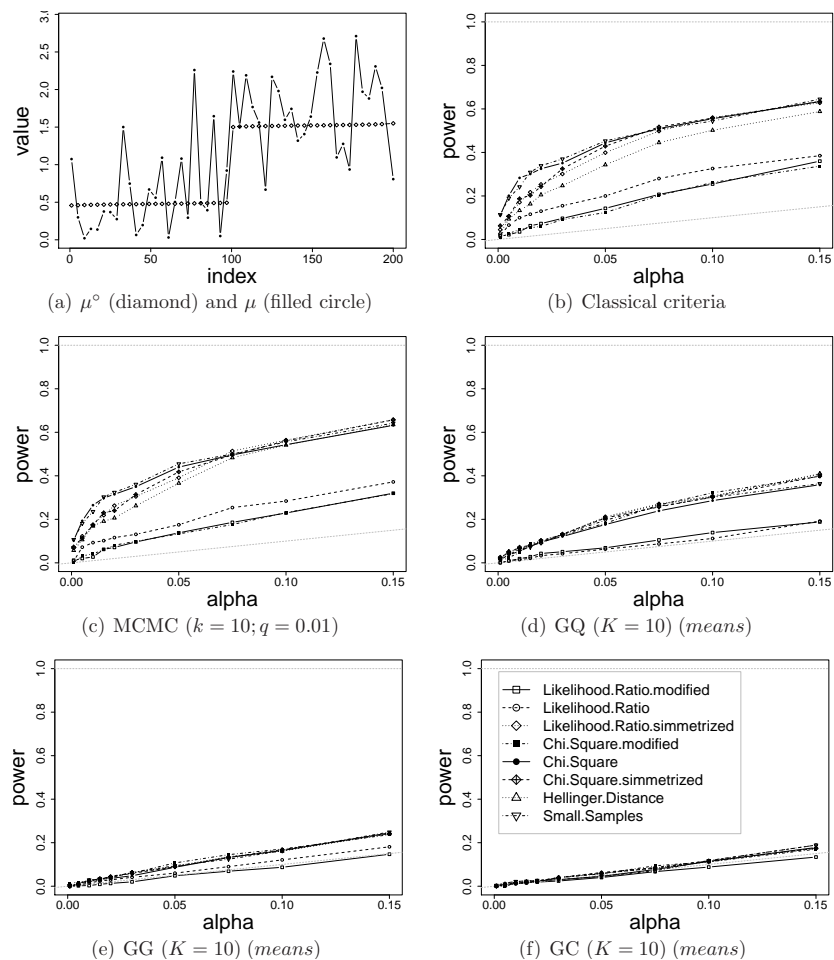 value
0.0 0.5 1.0 1.5 2.0 2.5 3.0
0 50 100 150 200
index
(a) μ° (diamond) and μ (filled circle)
power
0.0 0.2 0.4 0.6 0.8 1.0
0.00 0.05 0.10 0.15
alpha
(b) Classical criteria
power
0.0 0.2 0.4 0.6 0.8 1.0
0.00 0.05 0.10 0.15
alpha
(c) MCMC (k = 10; q = 0.01)
power
0.0 0.2 0.4 0.6 0.8 1.0
0.00 0.05 0.10 0.15
alpha
(d) GQ (K = 10) (means)
power
0.0 0.2 0.4 0.6 0.8 1.0
0.00 0.05 0.10 0.15
alpha
(e) GG (K = 10) (means)
power
0.0 0.2 0.4 0.6 0.8 1.0
Likelihood.Ratio.modified
Likelihood.Ratio
Likelihood.Ratio.simmetrized
Chi.Square.modified
Chi.Square
Chi.Square.simmetrized
Hellinger.Distance
Small.Samples
0.00 0.05 0.10 0.15
alpha
(f) GC (K = 10) (means)